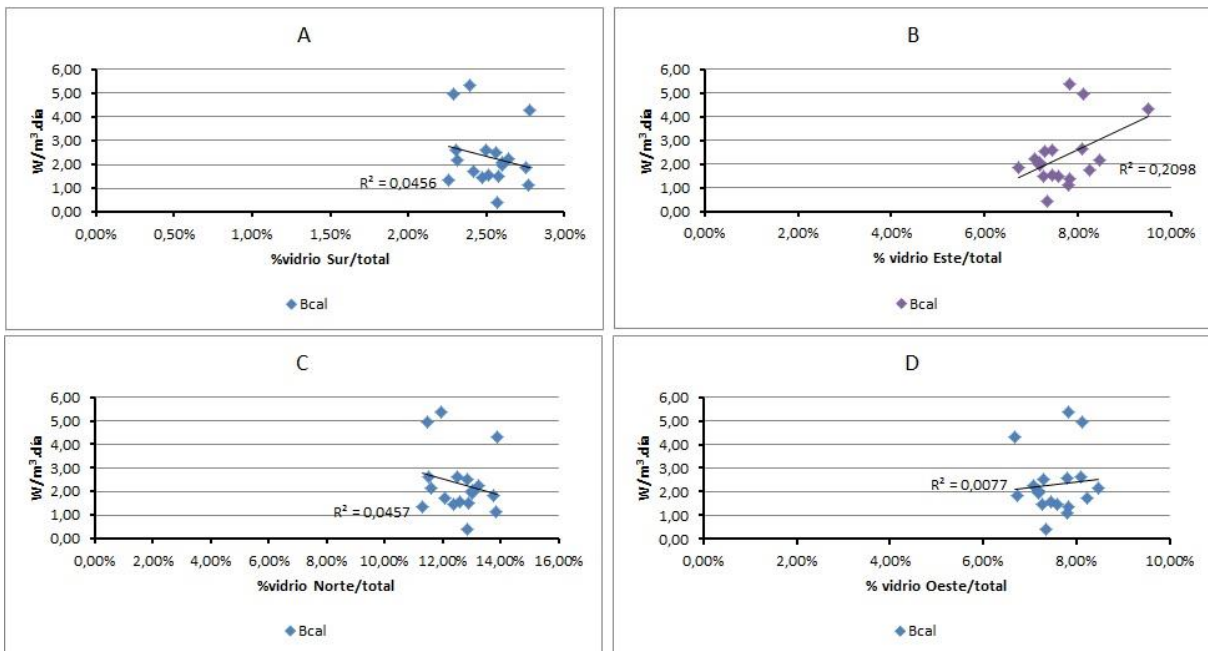 A
W/m³.día
6,00
5,00
4,00
3,00
2,00
1,00
0,00
R² = 0,0456
0,00% 0,50% 1,00% 1,50% 2,00% 2,50% 3,00%
%vidrio Sur/total
Bcal
B
W/m³.día
6,00
5,00
4,00
3,00
2,00
1,00
0,00
R² = 0,2098
0,00% 2,00% 4,00% 6,00% 8,00% 10,00%
% vidrio Este/total
Bcal
C
W/m³.día
6,00
5,00
4,00
3,00
2,00
1,00
0,00
R² = 0,0457
0,00% 2,00% 4,00% 6,00% 8,00% 10,00% 12,00% 14,00% 16,00%
%vidrio Norte/total
Bcal
D
W/m³.día
6,00
5,00
4,00
3,00
2,00
1,00
0,00
R² = 0,0077
0,00% 2,00% 4,00% 6,00% 8,00% 10,00%
% vidrio Oeste/total
Bcal